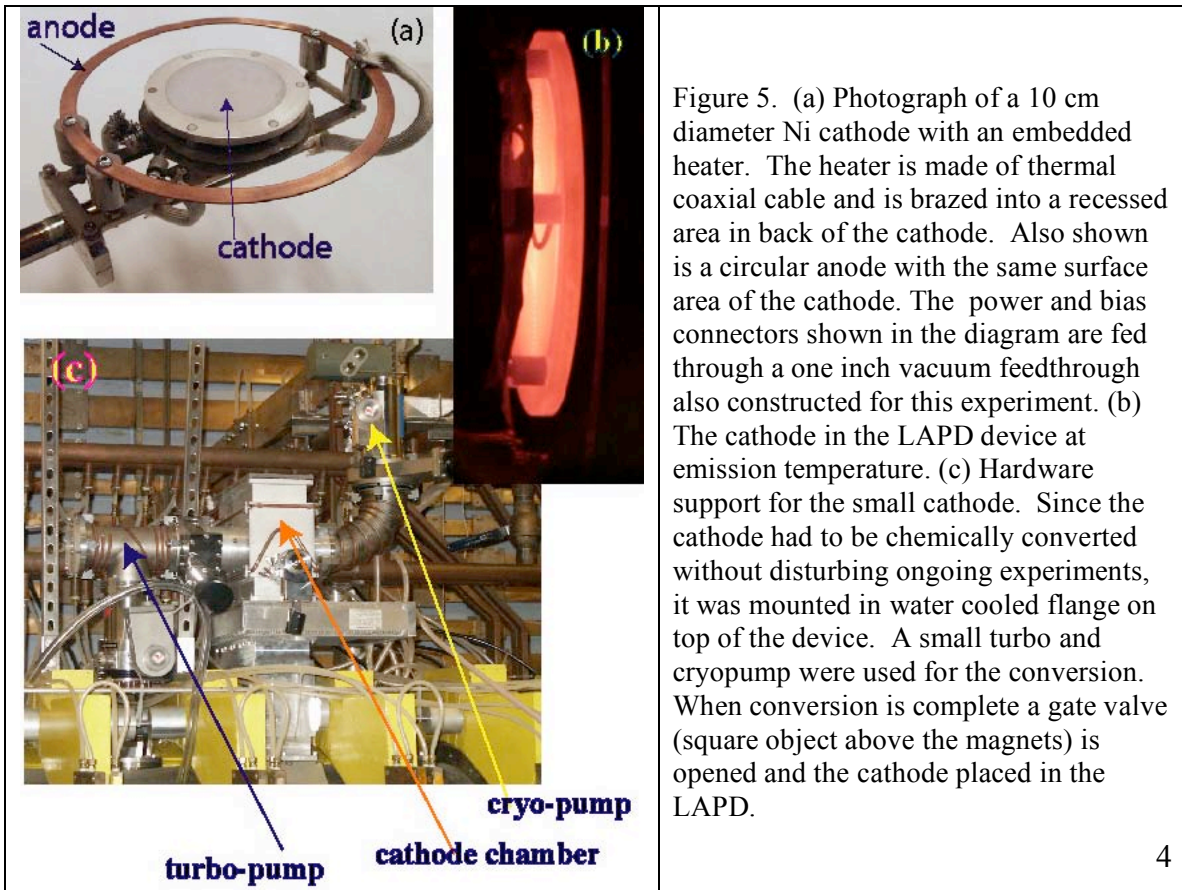 anode
(a)
cathode
(b)
(c)
cryo-pump
cathode chamber
turbo-pump
Figure 5. (a) Photograph of a 10 cm
diameter Ni cathode with an embedded
heater. The heater is made of thermal
coaxial cable and is brazed into a recessed
area in back of the cathode. Also shown
is a circular anode with the same surface
area of the cathode. The power and bias
connectors shown in the diagram are fed
through a one inch vacuum feedthrough
also constructed for this experiment. (b)
The cathode in the LAPD device at
emission temperature. (c) Hardware
support for the small cathode. Since the
cathode had to be chemically converted
without disturbing ongoing experiments,
it was mounted in water cooled flange on
top of the device. A small turbo and
cryopump were used for the conversion.
When conversion is complete a gate valve
(square object above the magnets) is
opened and the cathode placed in the
LAPD.
4